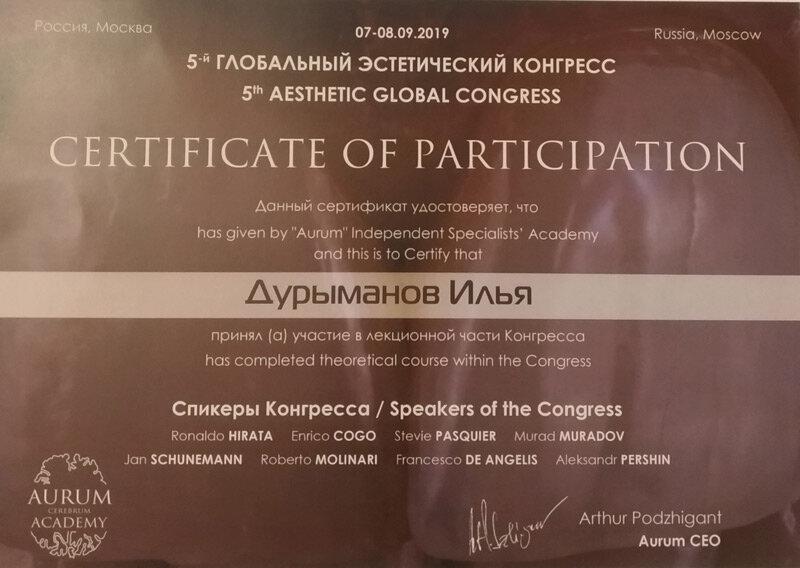 Россия, Москва
07-08.09.2019
Russia, Moscow
5-й ГЛОБАЛЬНЫЙ ЭСТЕТИЧЕСКИЙ КОНГРЕСС
5th AESTHETIC GLOBAL CONGRESS
CERTIFICATE OF PARTICIPATION
Данный сертификат удостоверяет, что
has given by "Aurum" Independent Specialists' Academy
and this is to Certify that
Дурыманов Илья
принял (а) участие в лекционной части Конгресса
has completed theoretical course within the Congress
Спикеры Конгресса / Speakers of the Congress
Ronaldo HIRATA Enrico COGO Stevie PASQUIER Murad MURADOV
Jan SCHUNEMANN Roberto MOLINARI Francesco DE ANGELIS Aleksandr PERSHIN
AURUM
CEREBRUM
ACADEMY
Arthur Podzhigant
Aurum CEO